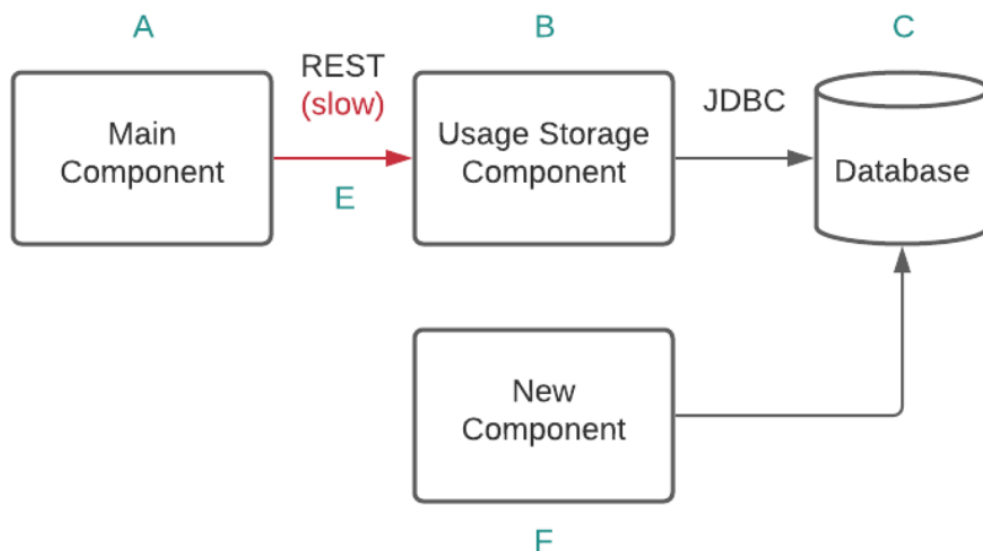 A
B
C
REST
(slow)
JDBC
Main
Component
Usage Storage
Component
Database
E
New
Component
F